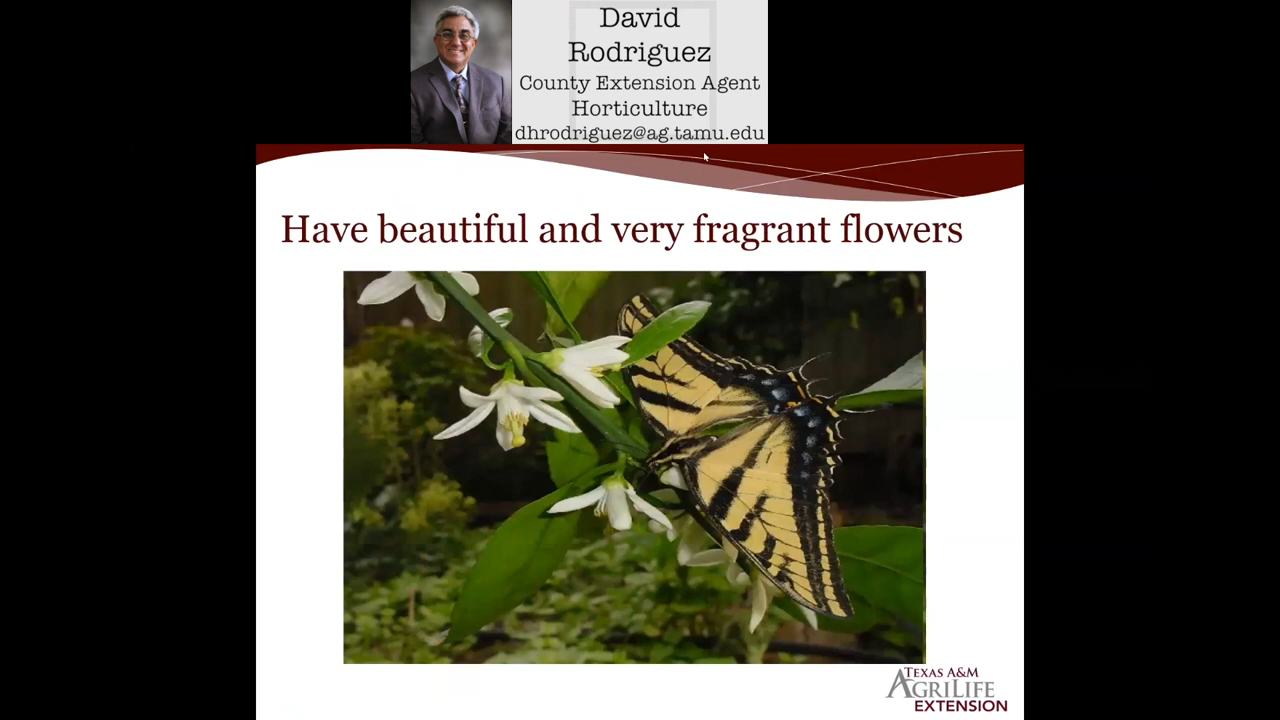 David
Rodriguez
County Extension Agent
Horticulture
dhrodriguez@ag.tamu.edu
Have beautiful and very fragrant flowers
TEXAS A&M
AGRILIFE
EXTENSION